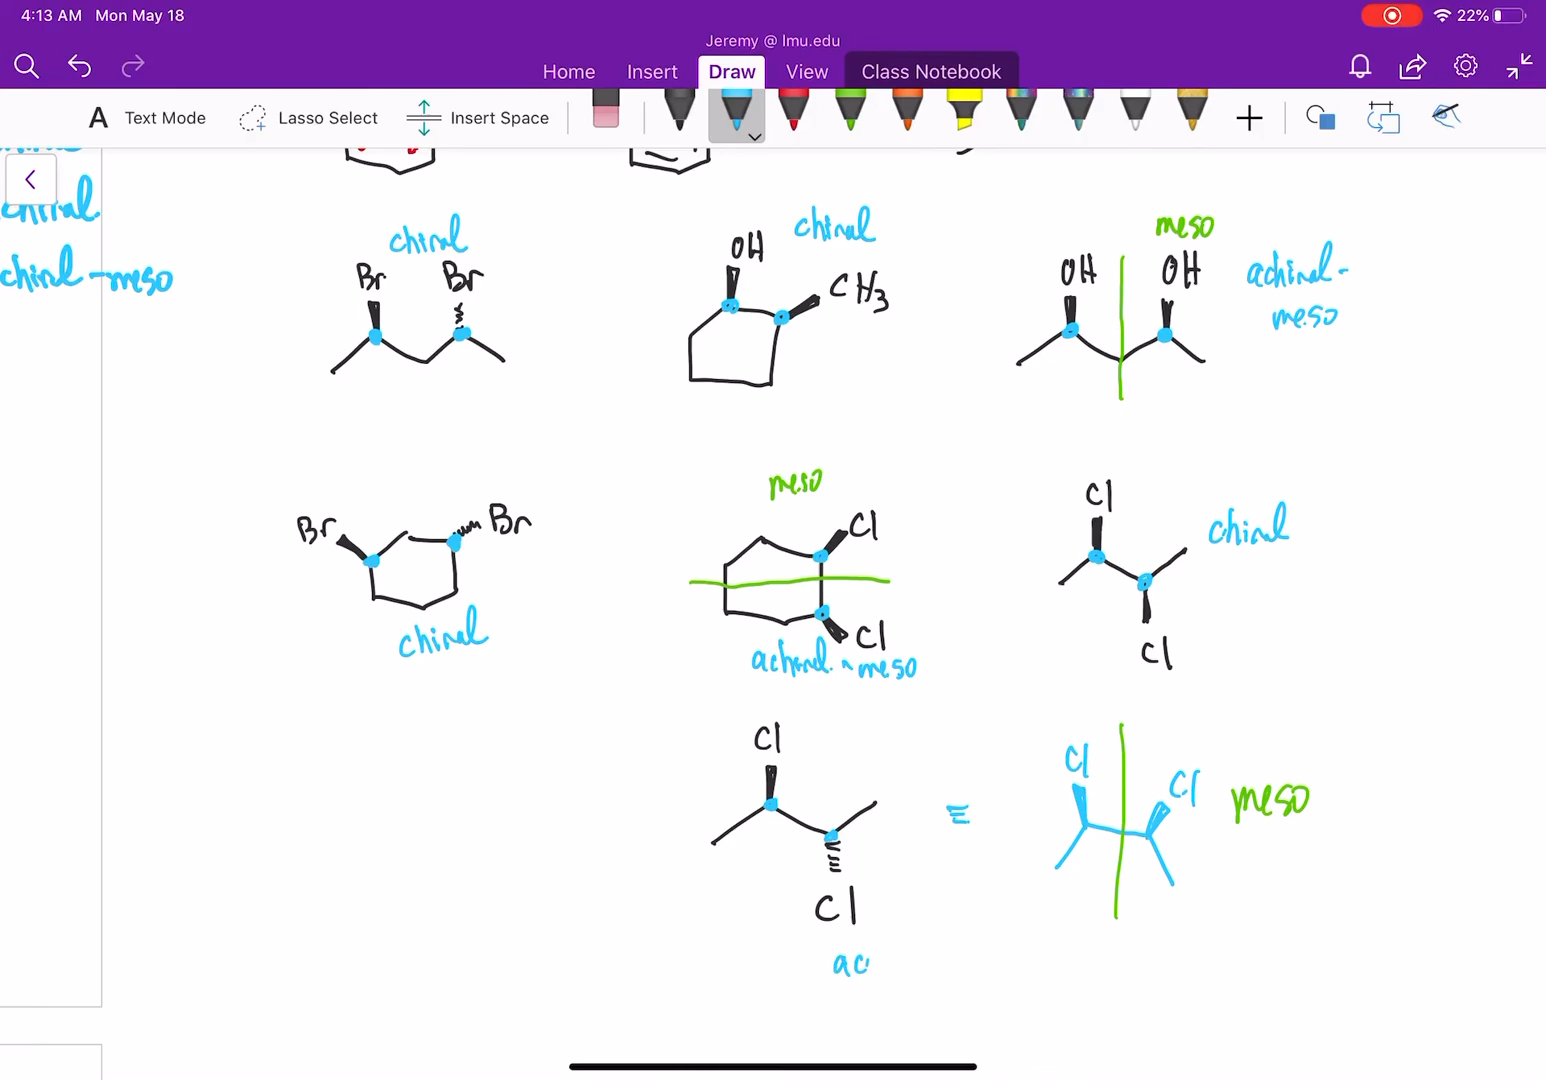 4:13 AM Mon May 18
22%
Jeremy @ lmu.edu
Home Insert Draw View Class Notebook
A Text Mode Lasso Select Insert Space
chiral
chiral-meso
chiral
Br Br
chiral
OH
CH3
meso
OH OH
achiral-
meso
Br Br
chiral
meso
Cl
Cl
achiral-meso
Cl
chiral
Cl
Cl
Cl
ac
≡
Cl Cl
meso